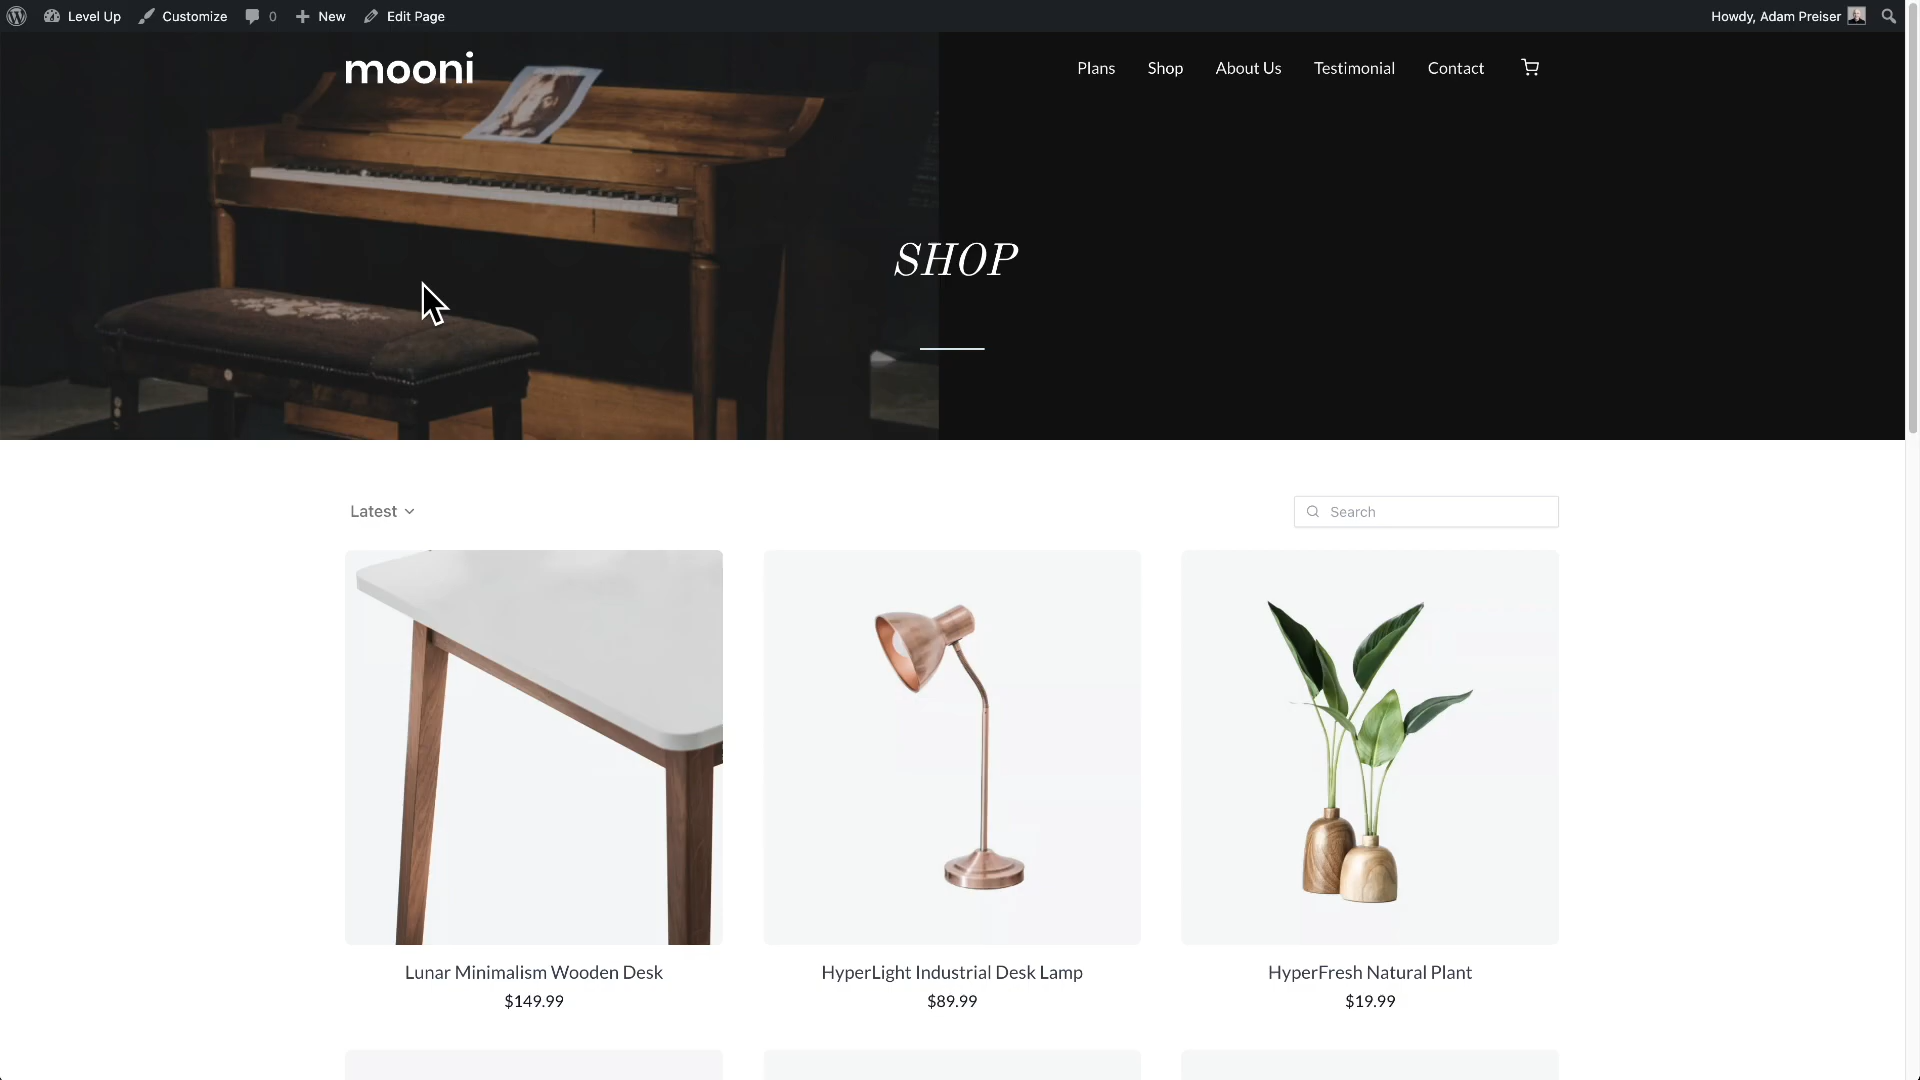 Level Up Customize 0 New Edit Page Howdy, Adam Preiser
mooni
Plans Shop About Us Testimonial Contact
SHOP
Latest
Search
Lunar Minimalism Wooden Desk
$149.99
HyperLight Industrial Desk Lamp
$89.99
HyperFresh Natural Plant
$19.99